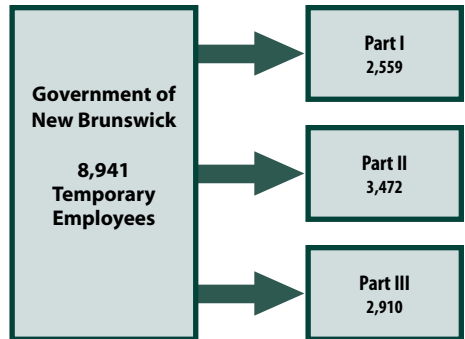 Government of
New Brunswick
8,941
Temporary
Employees
Part I
2,559
Part II
3,472
Part III
2,910